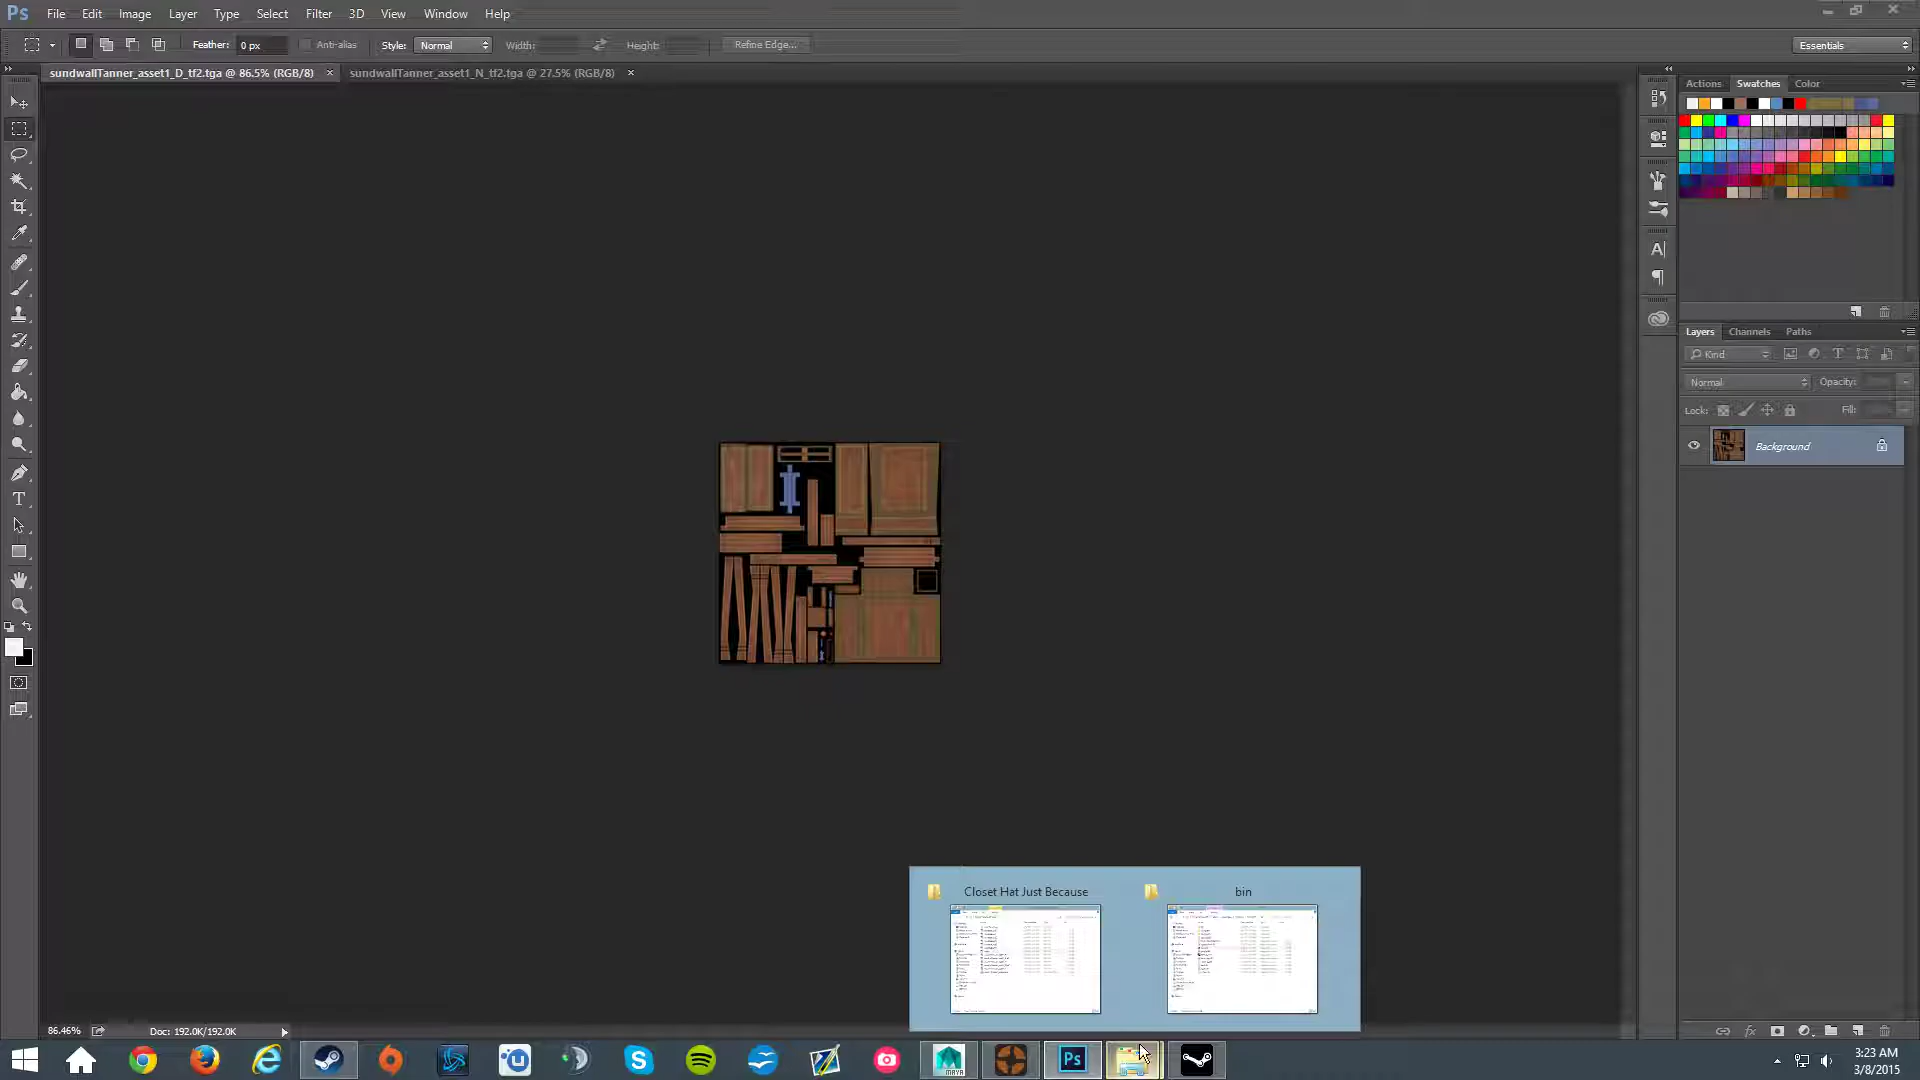 Ps File Edit Image Layer Type Select Filter 3D View Window Help
Feather: 0 px Anti-alias Style: Normal Width: Height: Refine Edge... Essentials
sundwallTanner_asset1_D_tf2.tga @ 86.5% (RGB/8) × sundwallTanner_asset1_N_tf2.tga @ 27.5% (RGB/8) ×
Actions Swatches Color
Layers Channels Paths
Kind
Normal Opacity:
Lock: Fill:
Background
Closet Hat Just Because bin
86.46% Doc: 192.0K/192.0K
MAYA Ps
3:23 AM
3/8/2015